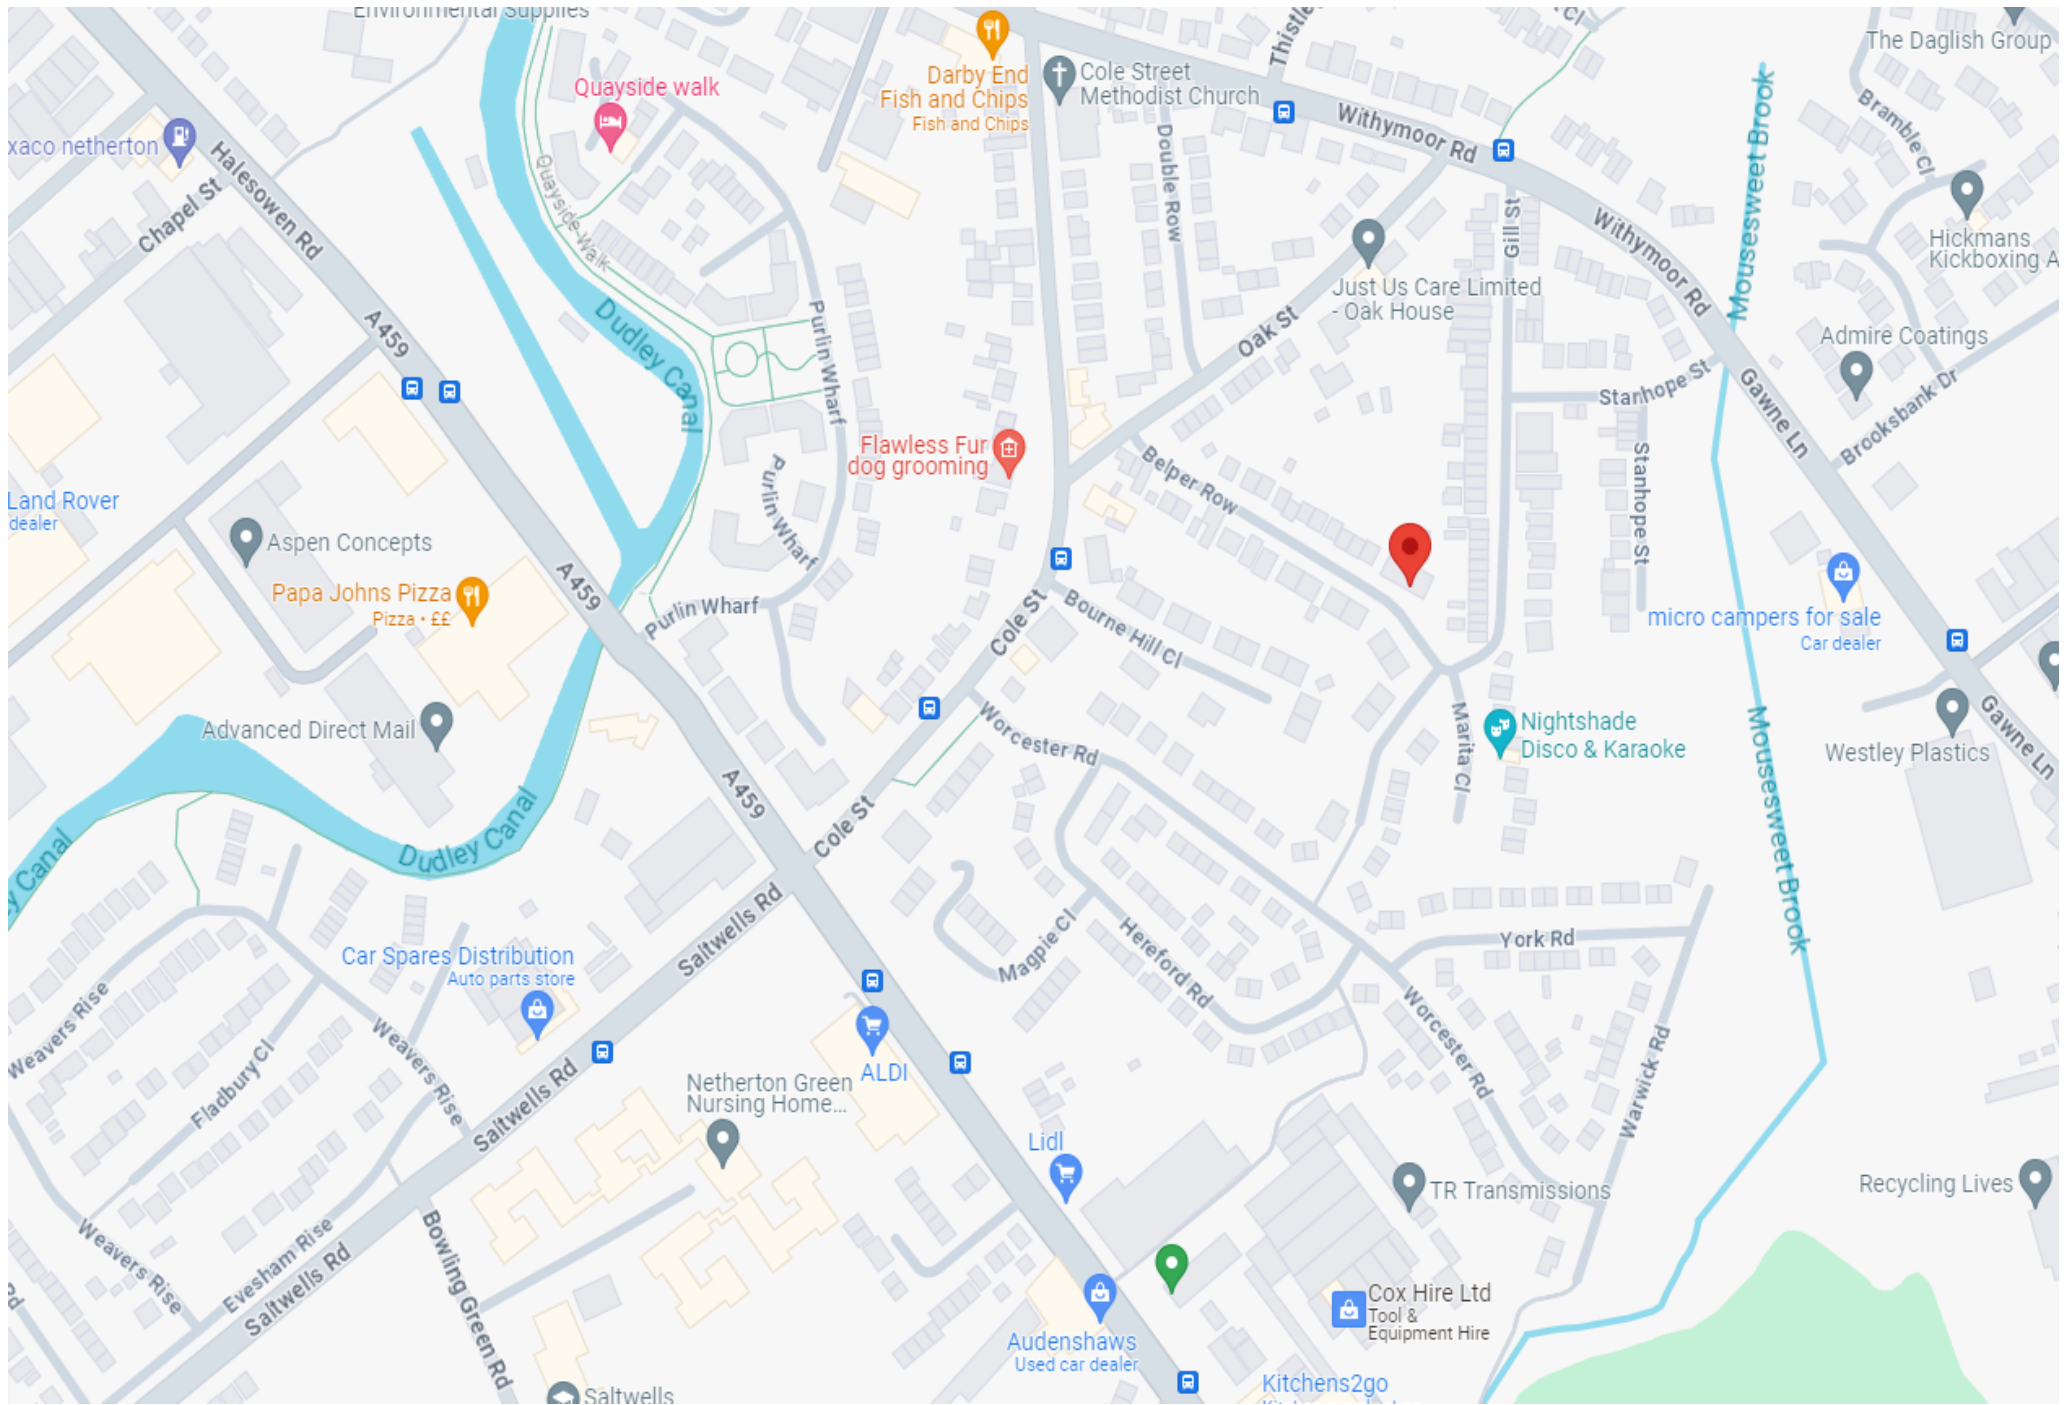 Environmental Supplies
Darby End
Fish and Chips
Fish and Chips
Cole Street
Methodist Church
Withymoor Rd
The Daglish Group
Quayside walk
xaco netherton
Halesowen Rd
Chapel St
Quayside Walk
Double Row
Gill St
Withymoor Rd
Mousesweet Brook
Bramble Cl
Hickmans
Kickboxing A
Just Us Care Limited
- Oak House
Oak St
A459
Dudley Canal
Purlin Wharf
Admire Coatings
Stanhope St
Gawne Ln
Brooksbank Dr
Flawless Fur
dog grooming
Belper Row
Stanhope St
Purlin Wharf
Land Rover
dealer
Aspen Concepts
Papa Johns Pizza
Pizza • ££
A459
Purlin Wharf
Cole St
Bourne Hill Cl
micro campers for sale
Car dealer
Advanced Direct Mail
Worcester Rd
Marita Cl
Nightshade
Disco & Karaoke
Mousesweet Brook
Westley Plastics
Gawne Ln
A459
Cole St
Dudley Canal
ey Canal
Saltwells Rd
Car Spares Distribution
Auto parts store
Magpie Cl
Hereford Rd
York Rd
Worcester Rd
Warwick Rd
Weavers Rise
Fladbury Cl
Weavers Rise
Saltwells Rd
ALDI
Netherton Green
Nursing Home...
Lidl
TR Transmissions
Recycling Lives
Weavers Rise
Evesham Rise
Saltwells Rd
Bowling Green Rd
Audenshaws
Used car dealer
Cox Hire Ltd
Tool &
Equipment Hire
Kitchens2go
Saltwells